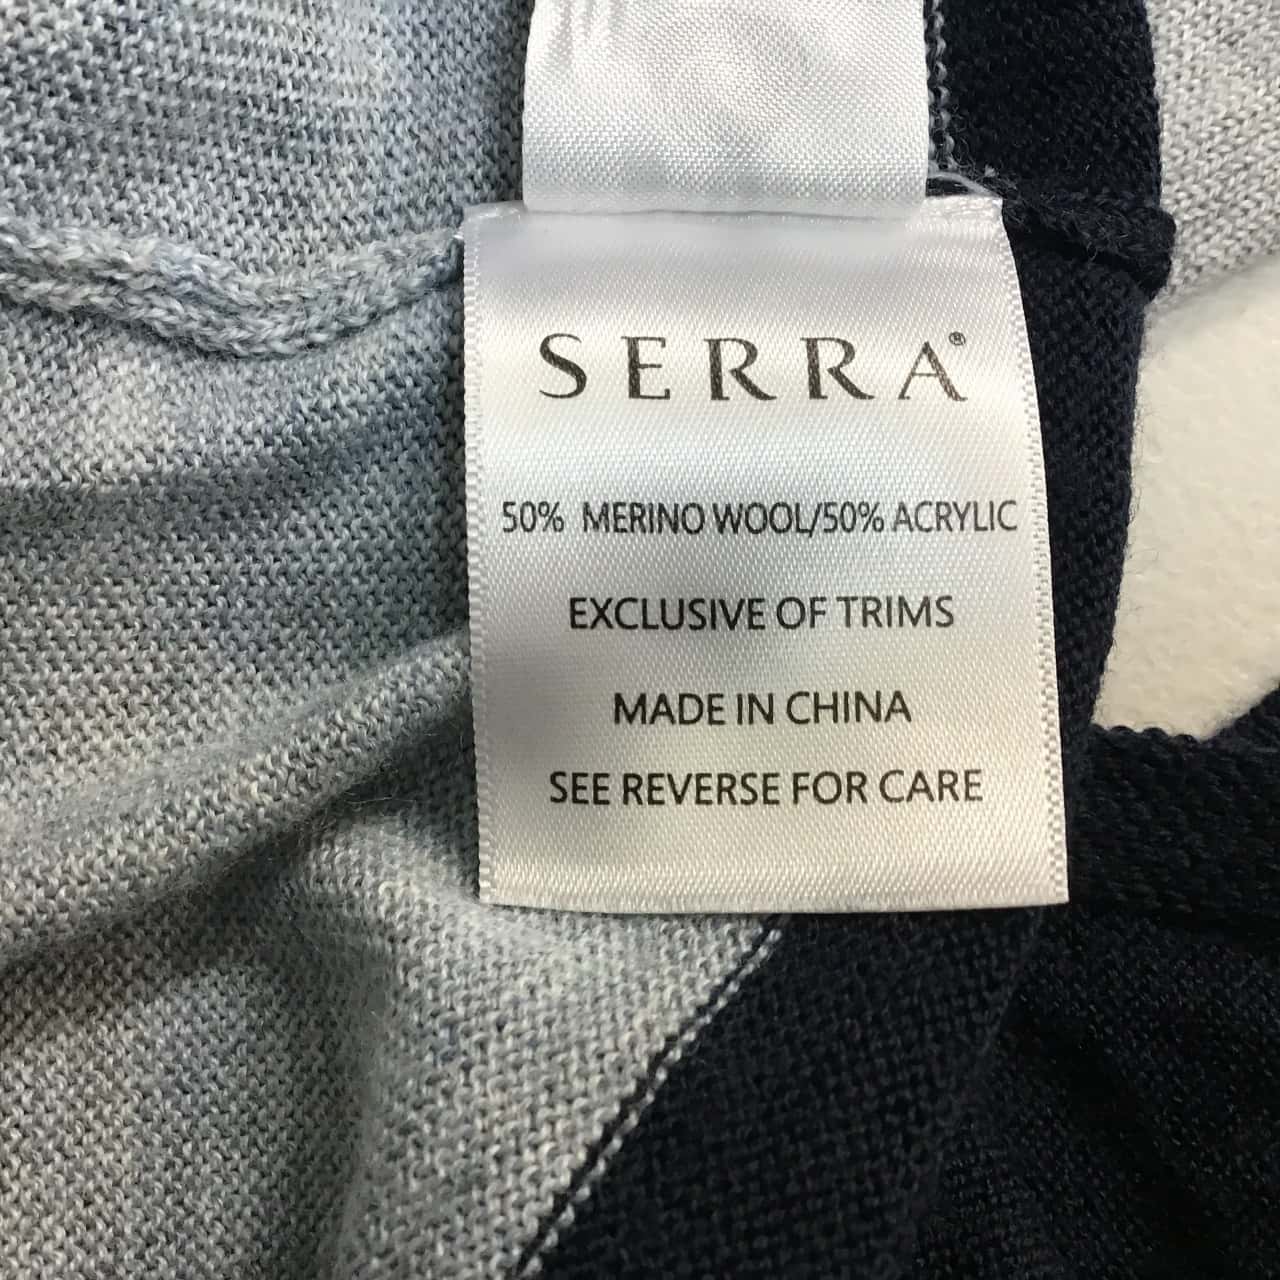 SERRA®
50% MERINO WOOL/50% ACRYLIC
EXCLUSIVE OF TRIMS
MADE IN CHINA
SEE REVERSE FOR CARE